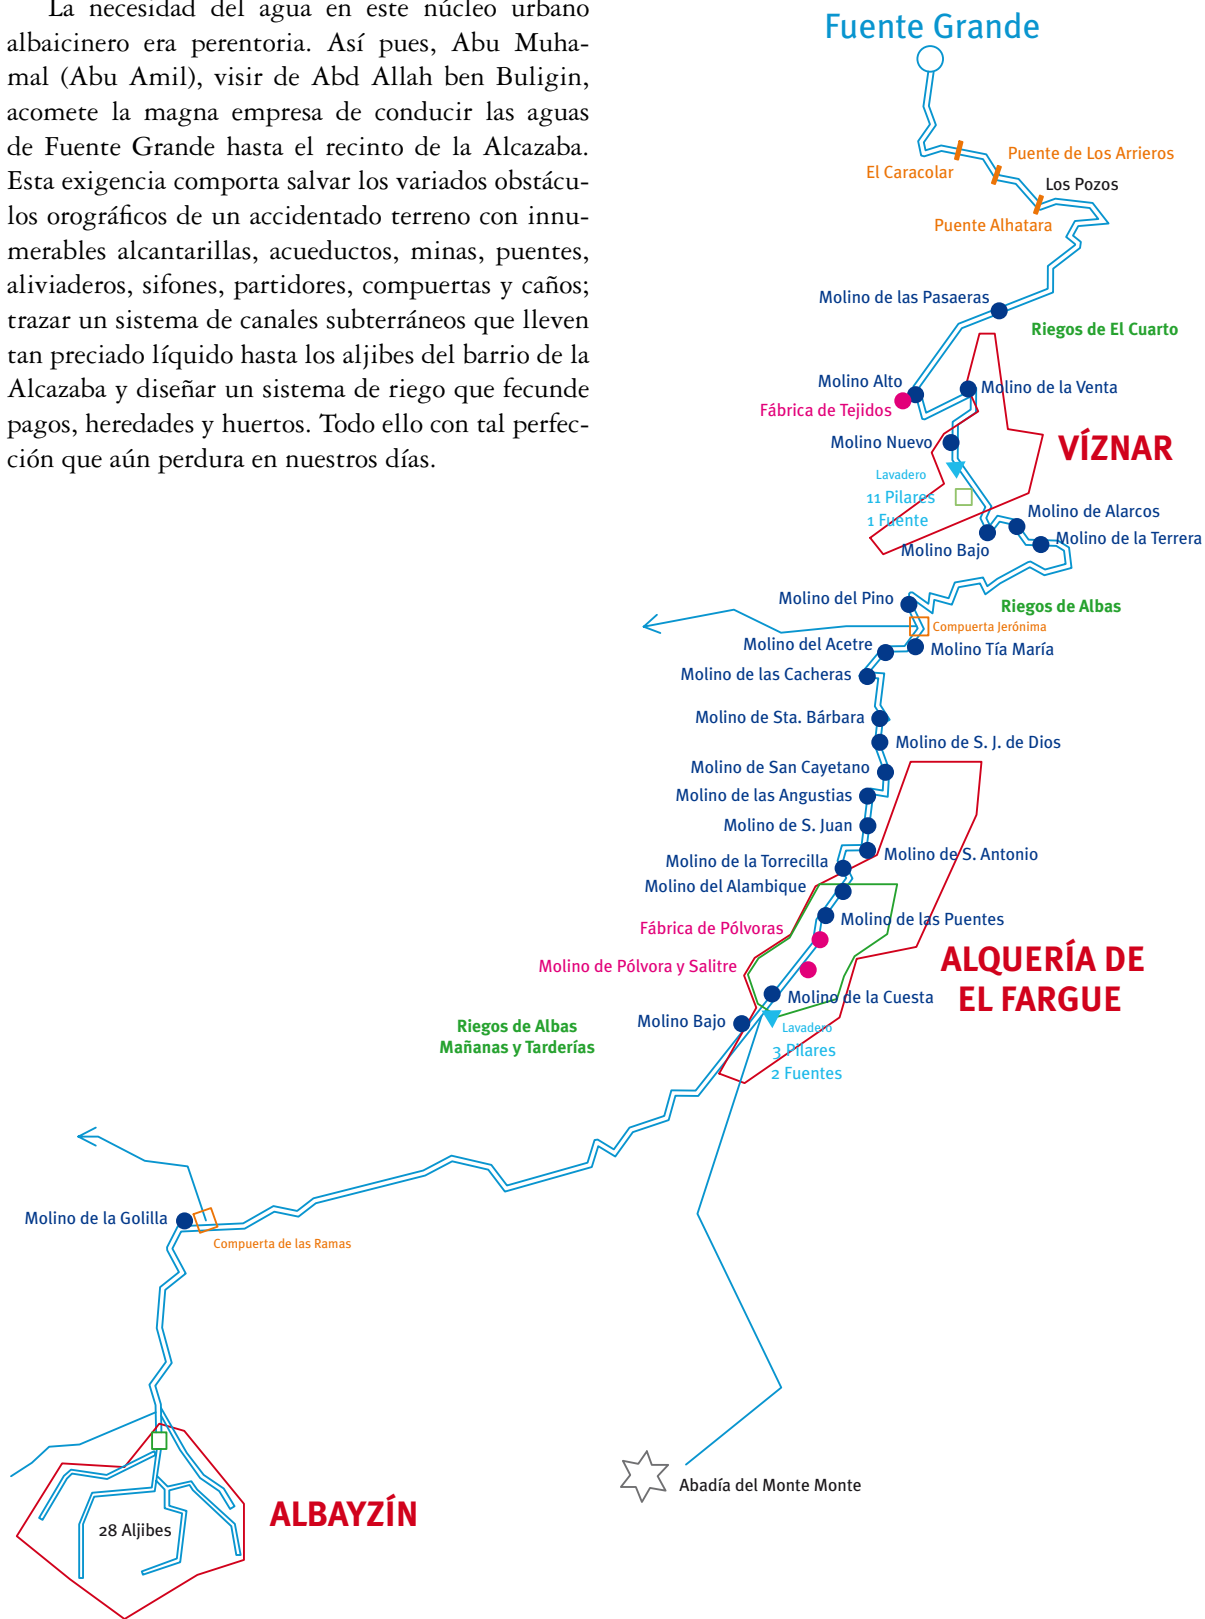 La necesidad del agua en este núcleo urbano
albaicinero era perentoria. Así pues, Abu Muha-
mal (Abu Amil), visir de Abd Allah ben Buligin,
acomete la magna empresa de conducir las aguas
de Fuente Grande hasta el recinto de la Alcazaba.
Esta exigencia comporta salvar los variados obstácu-
los orográficos de un accidentado terreno con innu-
merables alcantarillas, acueductos, minas, puentes,
aliviaderos, sifones, partidores, compuertas y caños;
trazar un sistema de canales subterráneos que lleven
tan preciado líquido hasta los aljibes del barrio de la
Alcazaba y diseñar un sistema de riego que fecunde
pagos, heredades y huertos. Todo ello con tal perfec-
ción que aún perdura en nuestros días.
Fuente Grande
Puente de Los Arrieros
El Caracolar
Los Pozos
Puente Alhatara
Molino de las Pasaeras
Riegos de El Cuarto
Molino Alto
Molino de la Venta
Fábrica de Tejidos
Molino Nuevo
VÍZNAR
Lavadero
11 Pilares
1 Fuente
Molino de Alarcos
Molino de la Terrera
Molino Bajo
Molino del Pino
Riegos de Albas
Compuerta Jerónima
Molino del Acetre
Molino Tía María
Molino de las Cacheras
Molino de Sta. Bárbara
Molino de S. J. de Dios
Molino de San Cayetano
Molino de las Angustias
Molino de S. Juan
Molino de S. Antonio
Molino de la Torrecilla
Molino del Alambique
Molino de las Puentes
Fábrica de Pólvoras
ALQUERÍA DE
EL FARGUE
Molino de Pólvora y Salitre
Molino de la Cuesta
Molino Bajo
Lavadero
3 Pilares
2 Fuentes
Riegos de Albas
Mañanas y Tarderías
Molino de la Golilla
Compuerta de las Ramas
Abadía del Monte Monte
ALBAYZÍN
28 Aljibes